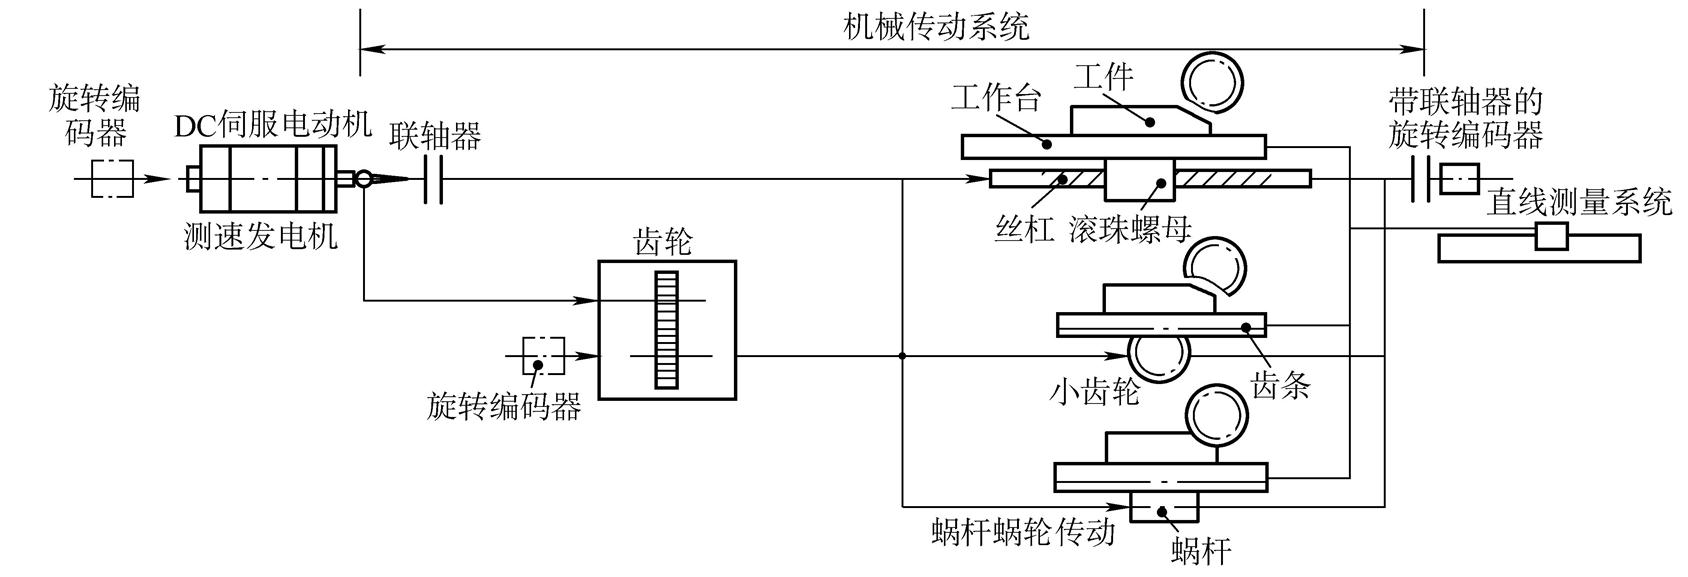 机械传动系统
旋转编
码器
DC伺服电动机
联轴器
工作台
工件
带联轴器的
旋转编码器
测速发电机
丝杠
滚珠螺母
直线测量系统
齿轮
旋转编码器
小齿轮
齿条
蜗杆蜗轮传动
蜗杆